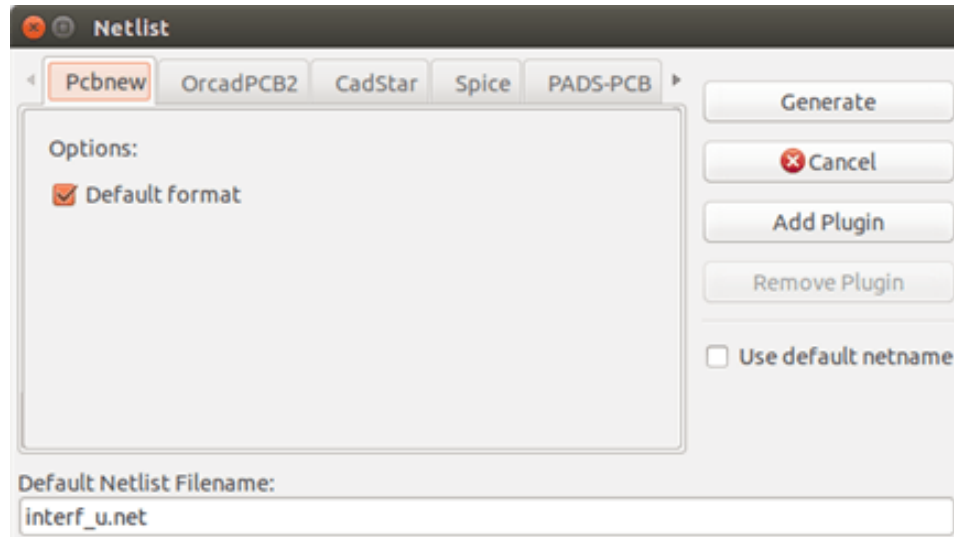 Netlist
Pcbnew OrcadPCB2 CadStar Spice PADS-PCB
Generate
Options:
Cancel
Default format
Add Plugin
Remove Plugin
Use default netname
Default Netlist Filename:
interf_u.net